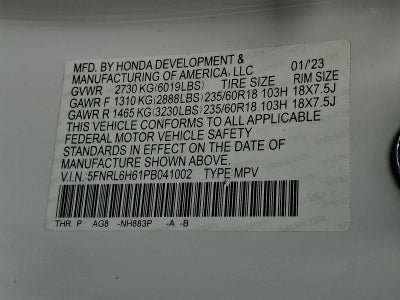 MFD. BY HONDA DEVELOPMENT &
MANUFACTURING OF AMERICA, LLC 01/23
GVWR 2730 KG (6019LBS) TIRE SIZE RIM SIZE
GAWR F 1310 KG (2888LBS) 235/60R18 103H 18X7.5J
GAWR R 1465 KG (3230LBS) 235/60R18 103H 18X7.5J
THIS VEHICLE CONFORMS TO ALL APPLICABLE
FEDERAL MOTOR VEHICLE SAFETY
STANDARDS IN EFFECT ON THE DATE OF
MANUFACTURE SHOWN ABOVE.
V.I.N.: 5FNRL6H61PB041002 TYPE: MPV
THR P AG8 -NH883P -A -B